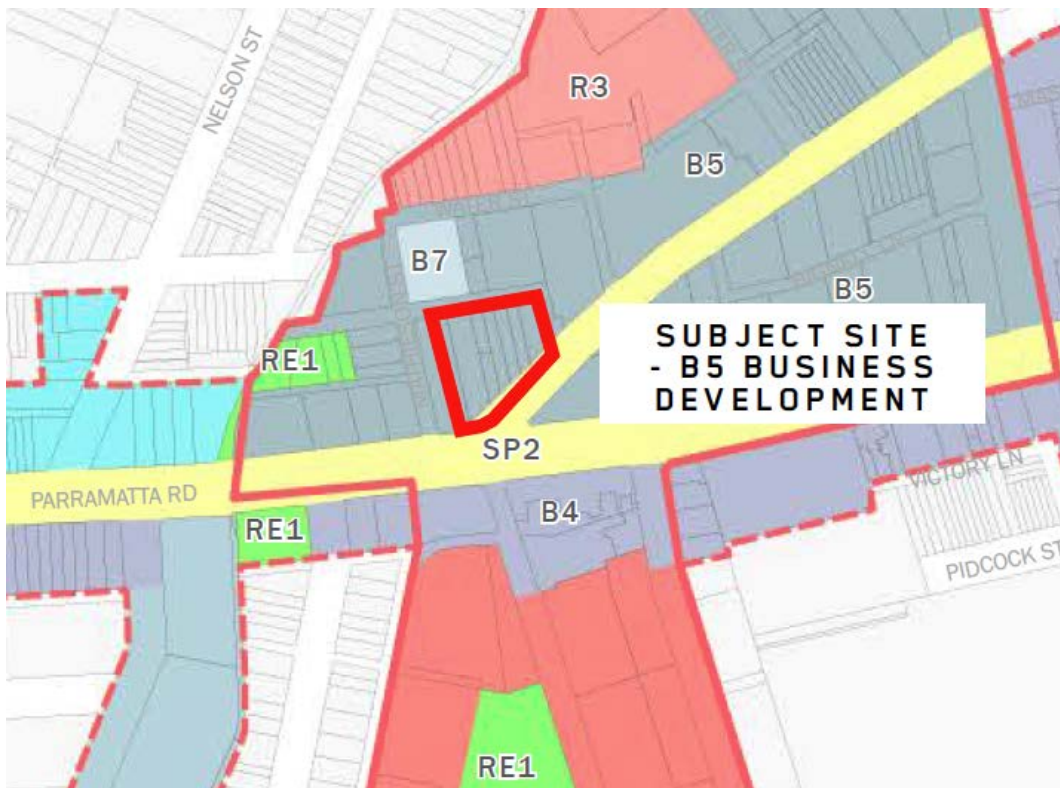 NELSON ST
R3
B5
B7
B5
SUBJECT SITE
- B5 BUSINESS
DEVELOPMENT
RE1
SP2
PARRAMATTA RD
VICTORY LN
B4
RE1
PIDCOCK ST
RE1